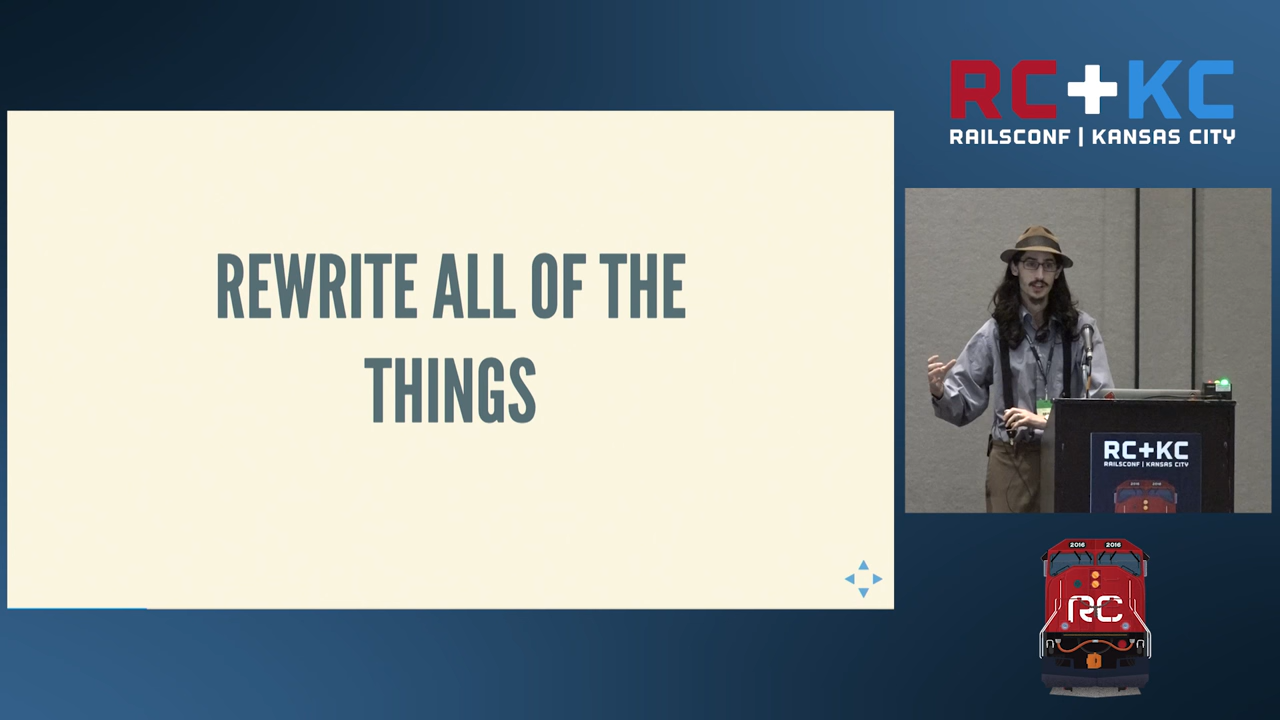 RC+KC
RAILSCONF | KANSAS CITY
REWRITE ALL OF THE
THINGS
RC+KC
RAILSCONF | KANSAS CITY
2016 2016
RC